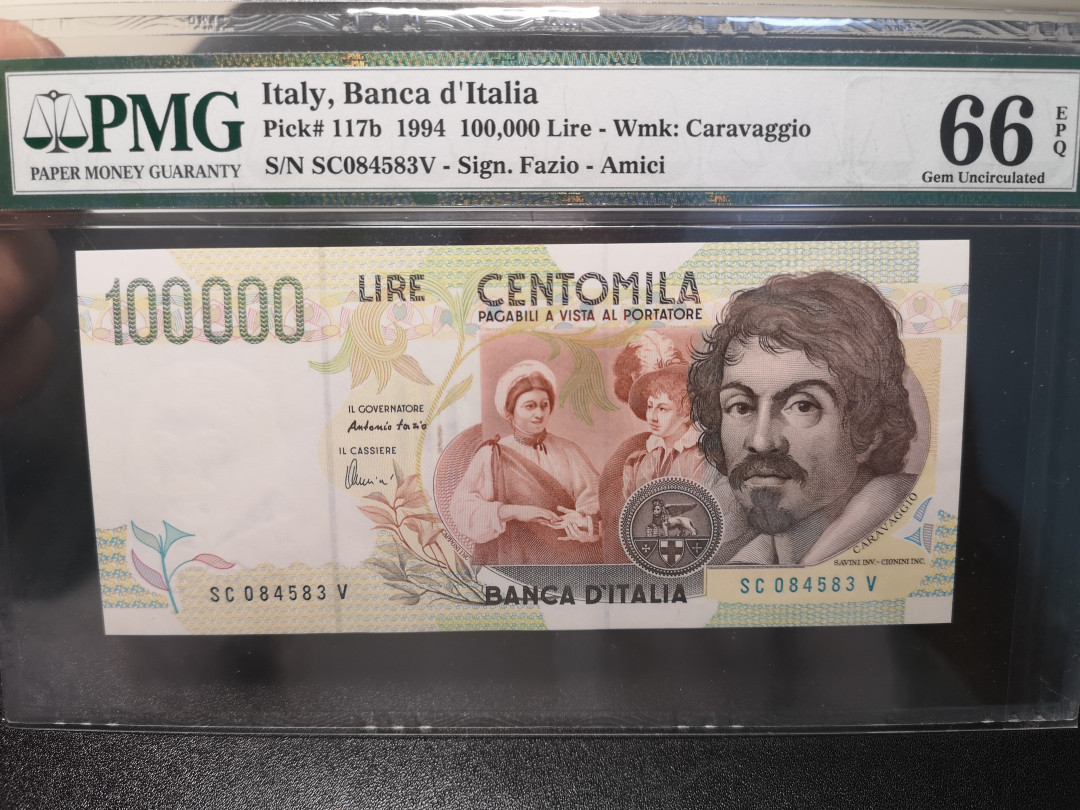 PMG
PAPER MONEY GUARANTY
Italy, Banca d'Italia
Pick# 117b 1994 100,000 Lire - Wmk: Caravaggio
S/N SC084583V - Sign. Fazio - Amici
66 EPQ
Gem Uncirculated
100000 LIRE CENTOMILA
PAGABILI A VISTA AL PORTATORE
IL GOVERNATORE
Antonio Fazio
IL CASSIERE
CARAVAGGIO
SAVINI INV. - CIONINI INC.
SC 084583 V
BANCA D'ITALIA
SC 084583 V